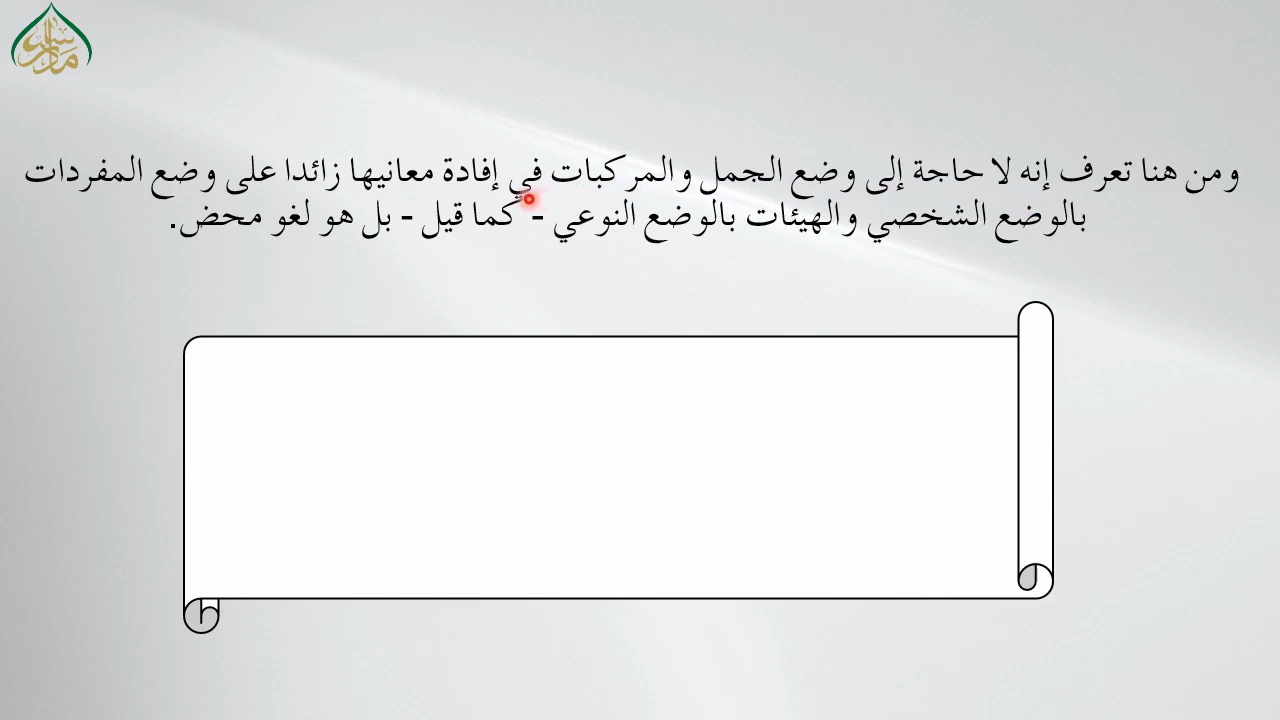 ومن هنا تعرف إنه لا حاجة إلى وضع الجمل والمركبات في إفادة معانيها زائدا على وضع المفردات
بالوضع الشخصي والهيئات بالوضع النوعي - كما قيل - بل هو لغو محض.